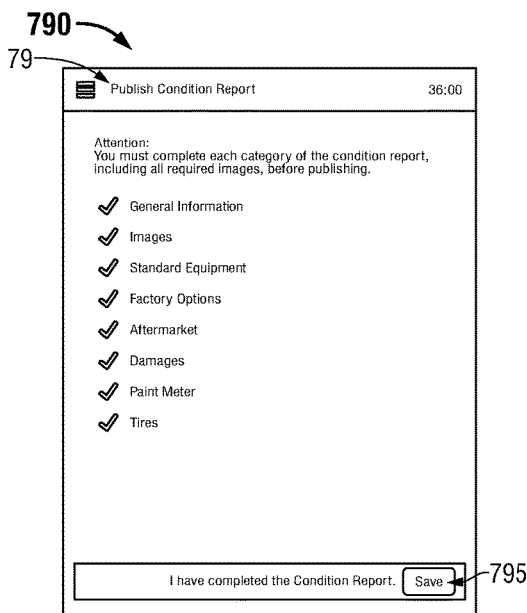 790
79
Publish Condition Report 36:00
Attention:
You must complete each category of the condition report,
including all required images, before publishing.
General Information
Images
Standard Equipment
Factory Options
Aftermarket
Damages
Paint Meter
Tires
I have completed the Condition Report. Save
795